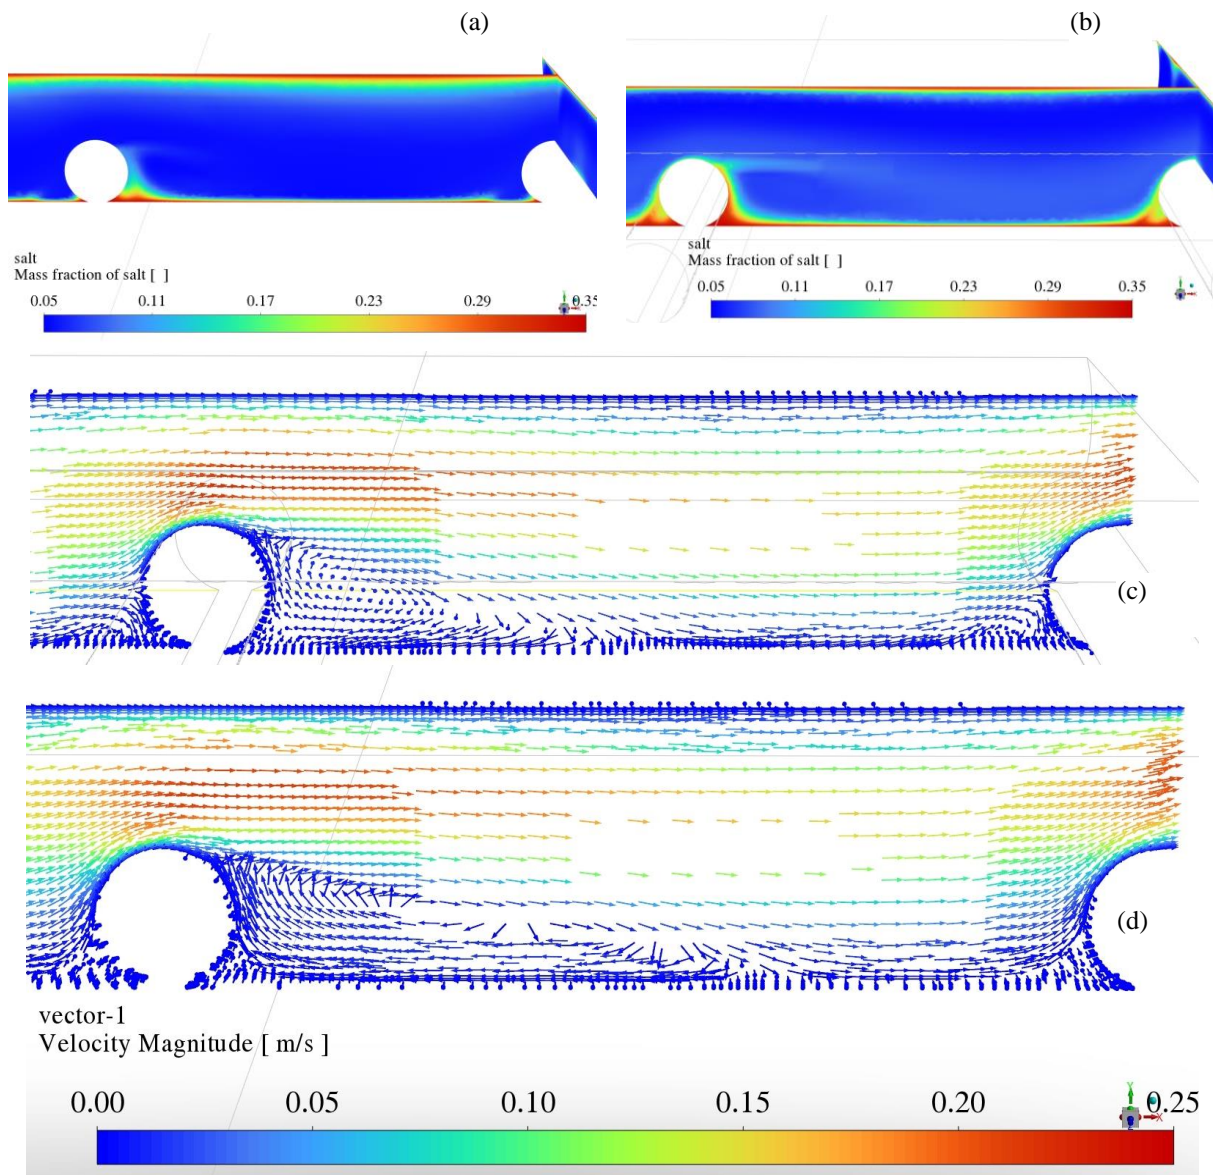 (a)
(b)
salt
Mass fraction of salt [ ]
0.05 0.11 0.17 0.23 0.29 0.35
salt
Mass fraction of salt [ ]
0.05 0.11 0.17 0.23 0.29 0.35
(c)
(d)
vector-1
Velocity Magnitude [ m/s ]
0.00 0.05 0.10 0.15 0.20 0.25
Y
X